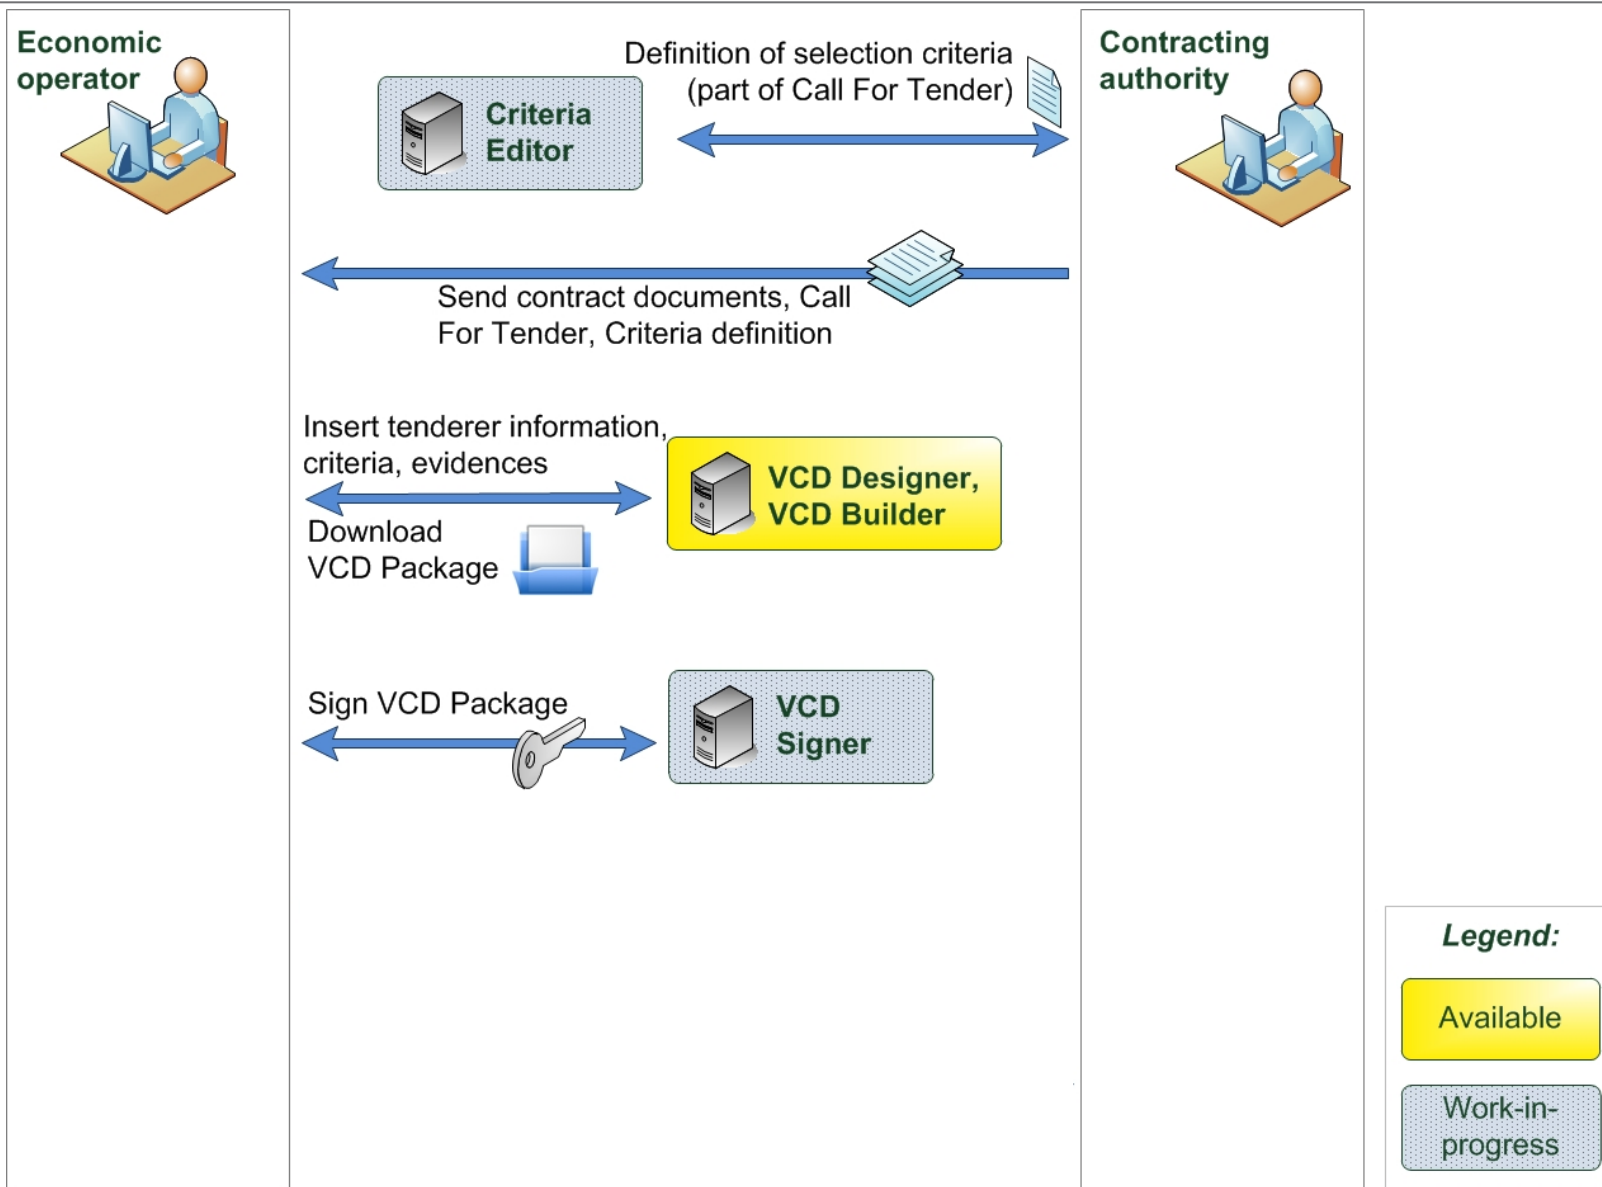 Economic
operator
Definition of selection criteria
(part of Call For Tender)
Contracting
authority
Criteria
Editor
Send contract documents, Call
For Tender, Criteria definition
Insert tenderer information,
criteria, evidences
VCD Designer,
VCD Builder
Download
VCD Package
Sign VCD Package
VCD
Signer
Legend:
Available
Work-in-
progress